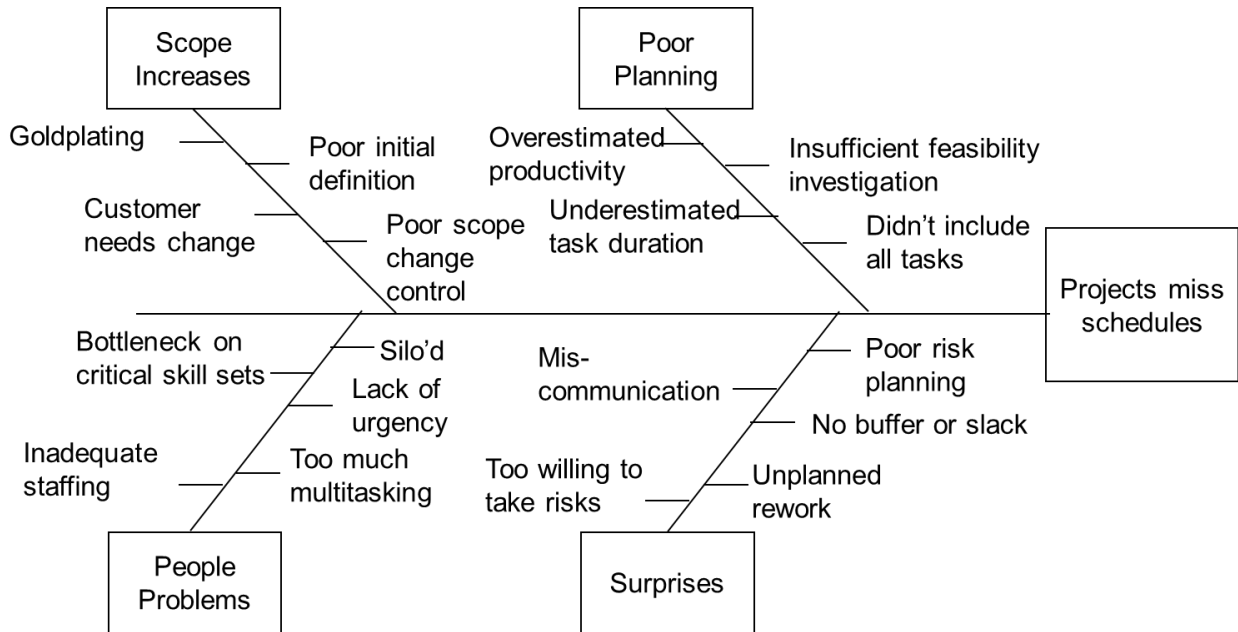 Scope
Increases
Poor
Planning
Goldplating
Poor initial
definition
Customer
needs change
Poor scope
change
control
Overestimated
productivity
Insufficient feasibility
investigation
Underestimated
task duration
Didn’t include
all tasks
Projects miss
schedules
Bottleneck on
critical skill sets
Silo’d
Lack of
urgency
Inadequate
staffing
Too much
multitasking
Mis-
communication
Poor risk
planning
No buffer or slack
Too willing to
take risks
Unplanned
rework
People
Problems
Surprises